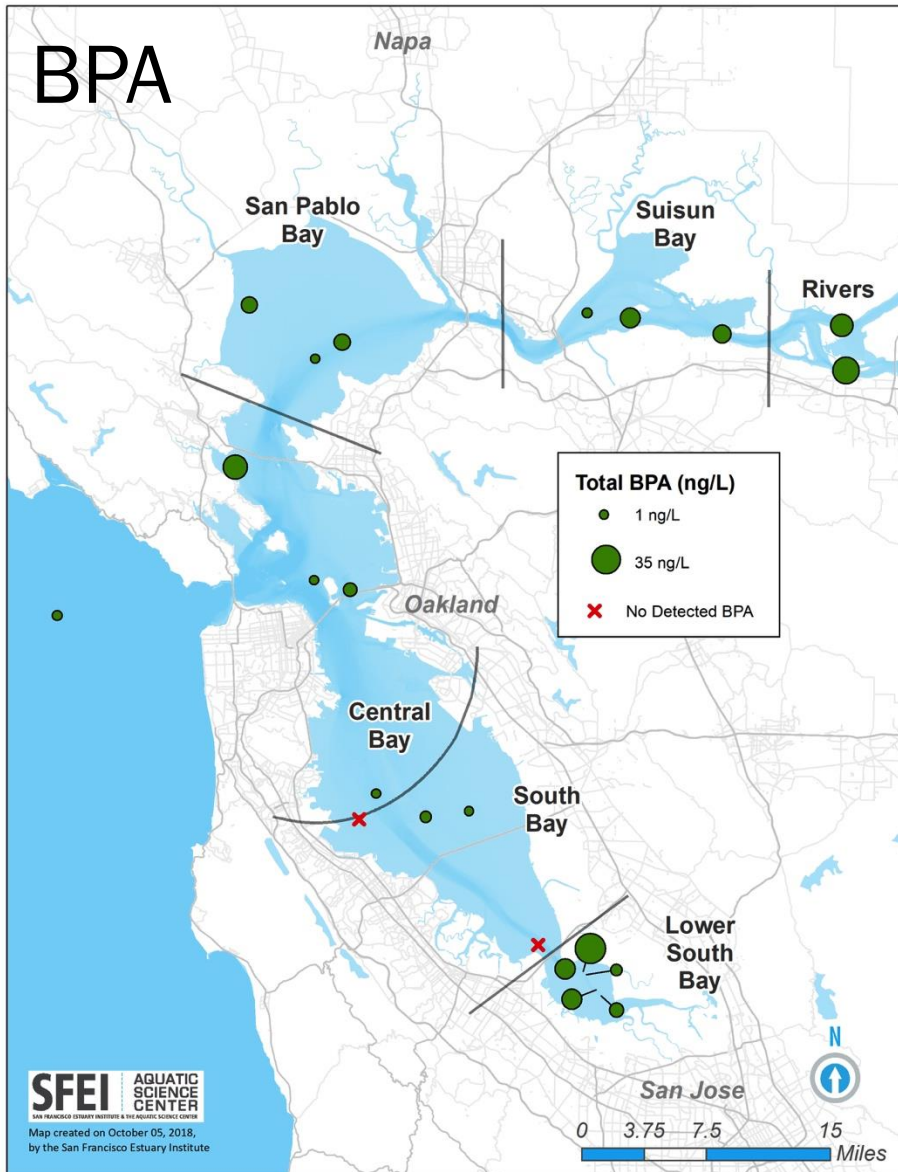 BPA
Napa
San Pablo
Bay
Suisun
Bay
Rivers
Total BPA (ng/L)
1 ng/L
35 ng/L
No Detected BPA
Oakland
Central
Bay
South
Bay
Lower
South
Bay
N
San Jose
0 3.75 7.5 15
Miles
SFEI AQUATIC
SCIENCE
CENTER
SAN FRANCISCO ESTUARY INSTITUTE & THE AQUATIC SCIENCE CENTER
Map created on October 05, 2018,
by the San Francisco Estuary Institute